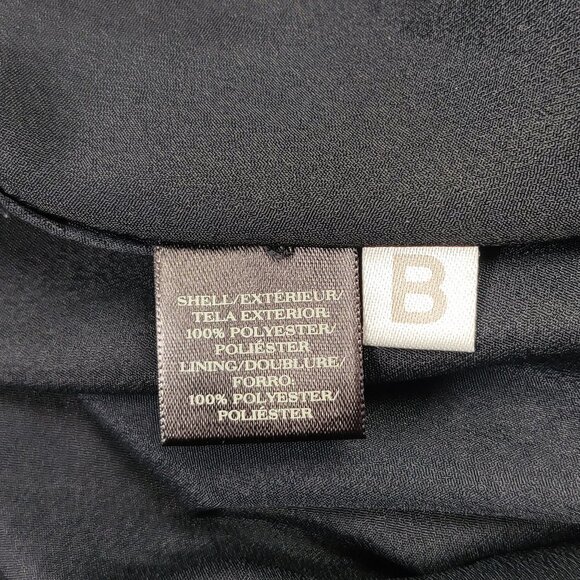 SHELL/EXTÉRIEUR/
TELA EXTERIOR:
100% POLYESTER/
POLIÉSTER
LINING/DOUBLURE/
FORRO:
100% POLYESTER/
POLIÉSTER
B